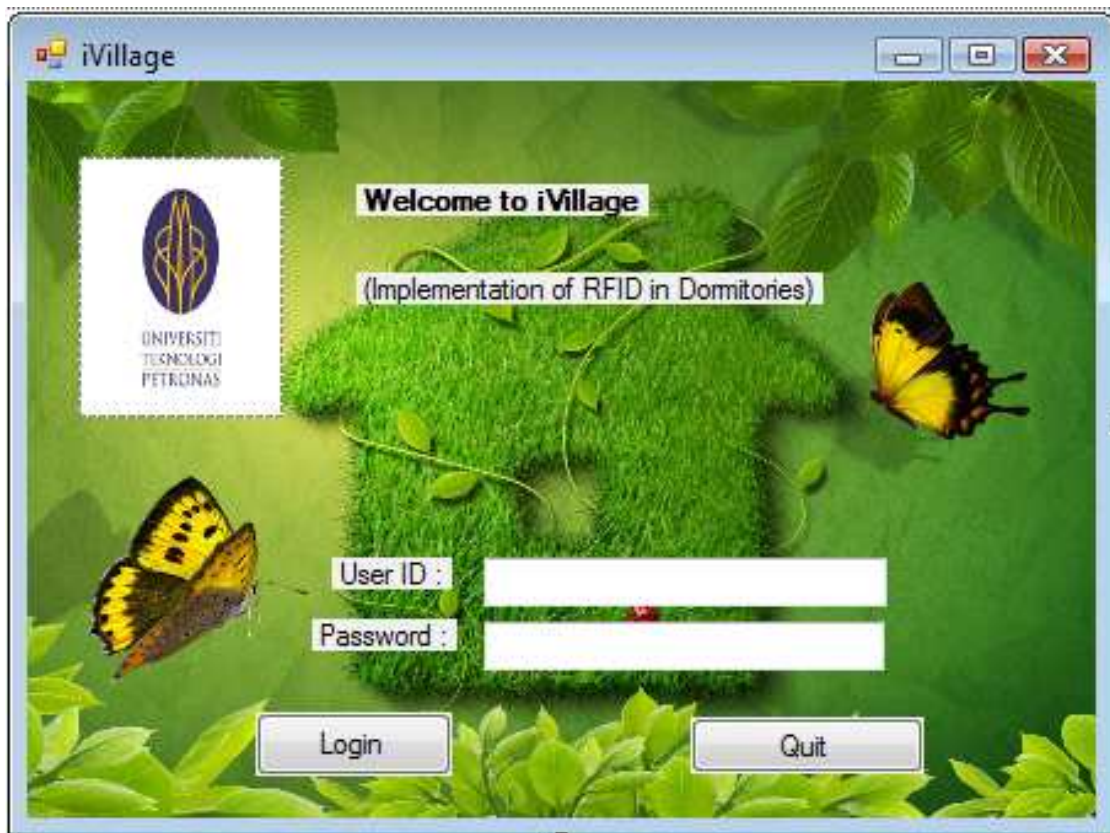 iVillage
Welcome to iVillage
(Implementation of RFID in Dormitories)
UNIVERSITI
TEKNOLOGI
PETRONAS
User ID :
Password :
Login
Quit